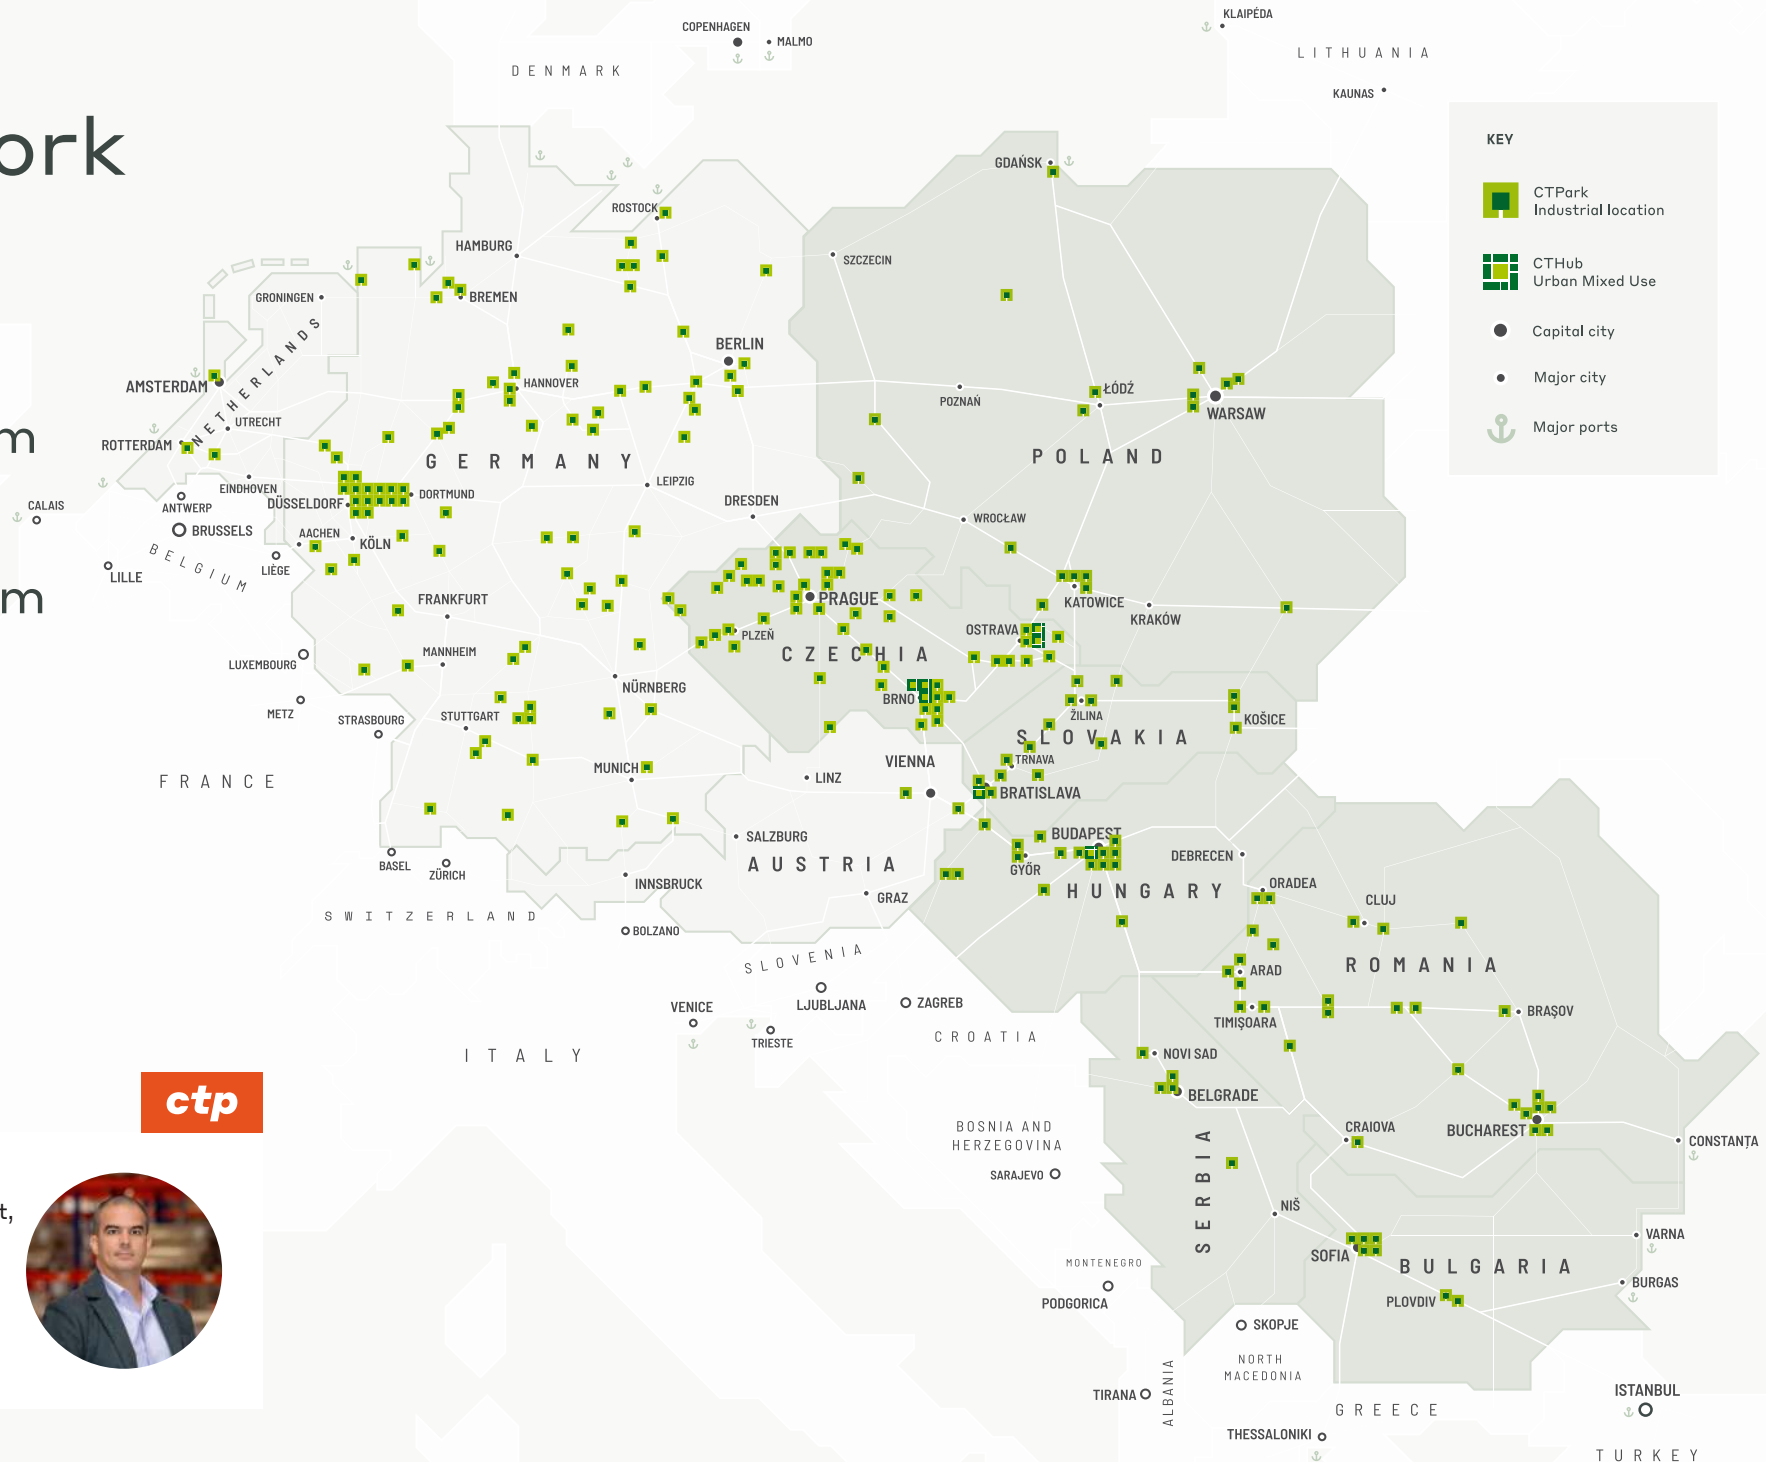 ork
m
m
ctp
t,
KEY
CTPark
Industrial location
CTHub
Urban Mixed Use
Capital city
Major city
Major ports
COPENHAGEN
MALMO
DENMARK
KLAIPÉDA
LITHUANIA
KAUNAS
GDAŃSK
ROSTOCK
HAMBURG
SZCZECIN
GRONINGEN
BREMEN
BERLIN
NETHERLANDS
AMSTERDAM
HANNOVER
POZNAŃ
ŁÓDŹ
WARSAW
UTRECHT
ROTTERDAM
GERMANY
POLAND
EINDHOVEN
DÜSSELDORF
DORTMUND
LEIPZIG
DRESDEN
CALAIS
ANTWERP
BRUSSELS
AACHEN
KÖLN
WROCŁAW
BELGIUM
LIÈGE
LILLE
FRANKFURT
PRAGUE
KATOWICE
KRAKÓW
OSTRAVA
PLZEŇ
CZECHIA
LUXEMBOURG
MANNHEIM
NÜRNBERG
BRNO
METZ
STRASBOURG
STUTTGART
ŽILINA
KOŠICE
SLOVAKIA
FRANCE
MUNICH
LINZ
VIENNA
TRNAVA
BRATISLAVA
SALZBURG
BUDAPEST
AUSTRIA
DEBRECEN
BASEL
ZÜRICH
GYŐR
INNSBRUCK
HUNGARY
ORADEA
GRAZ
CLUJ
SWITZERLAND
BOLZANO
SLOVENIA
ROMANIA
ARAD
LJUBLJANA
ZAGREB
VENICE
TRIESTE
CROATIA
TIMIȘOARA
BRAȘOV
ITALY
NOVI SAD
BELGRADE
BOSNIA AND
HERZEGOVINA
CRAIOVA
BUCHAREST
CONSTANȚA
SARAJEVO
SERBIA
NIŠ
VARNA
SOFIA
BULGARIA
MONTENEGRO
BURGAS
PODGORICA
PLOVDIV
SKOPJE
NORTH
MACEDONIA
ALBANIA
TIRANA
ISTANBUL
GREECE
THESSALONIKI
TURKEY